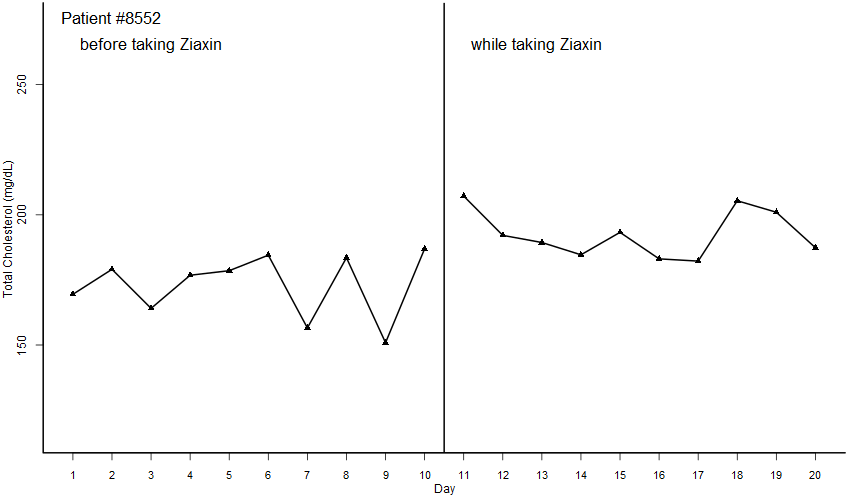 Patient #8552
before taking Ziaxin
while taking Ziaxin
Total Cholesterol (mg/dL)
250
200
150
1 2 3 4 5 6 7 8 9 10 11 12 13 14 15 16 17 18 19 20
Day